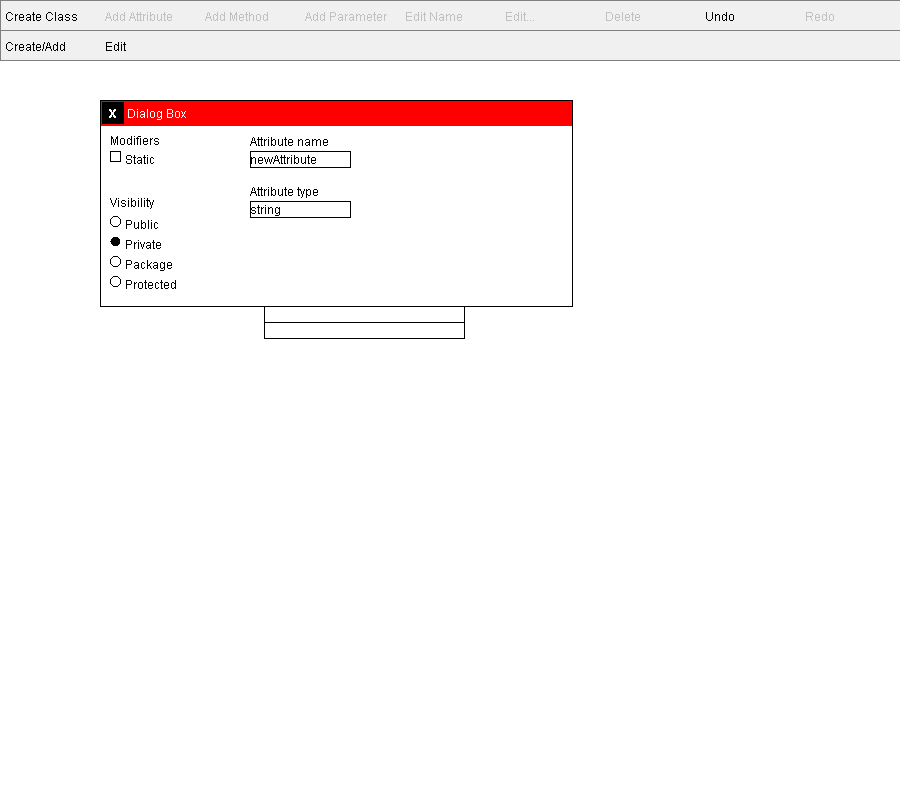 Create Class Add Attribute Add Method Add Parameter Edit Name Edit... Delete Undo Redo
Create/Add Edit
X Dialog Box
Modifiers
Static
Visibility
Public
Private
Package
Protected
Attribute name
newAttribute
Attribute type
string